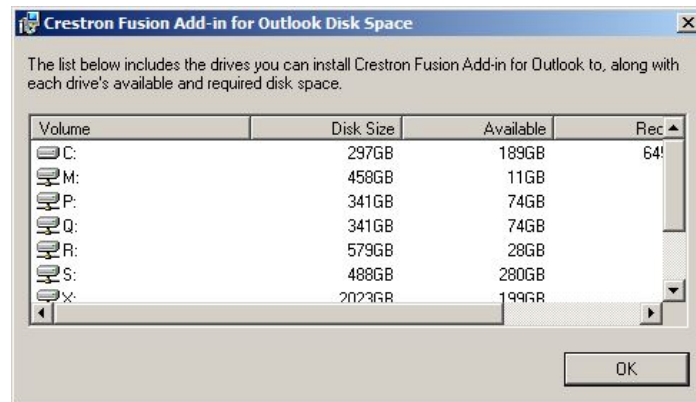 Crestron Fusion Add-in for Outlook Disk Space
The list below includes the drives you can install Crestron Fusion Add-in for Outlook to, along with
each drive's available and required disk space.
Volume Disk Size Available
C: 297GB 189GB
M: 458GB 11GB
P: 341GB 74GB
Q: 341GB 74GB
R: 579GB 28GB
S: 488GB 280GB
X: 2023GB 199GB
OK